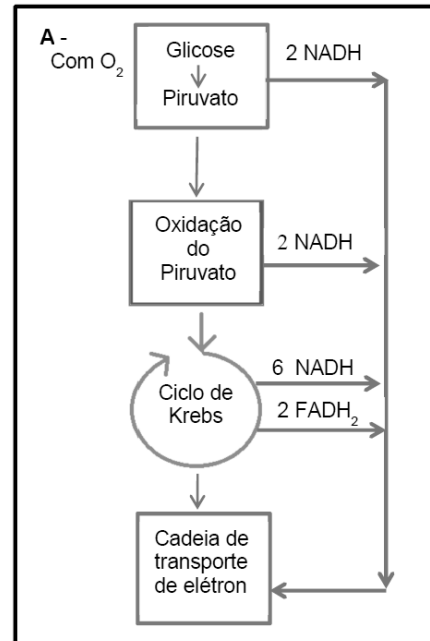 A -
Com O₂
Glicose
2 NADH
Piruvato
Oxidação
do
Piruvato
2 NADH
Ciclo de
Krebs
6 NADH
2 FADH₂
Cadeia de
transporte
de elétron